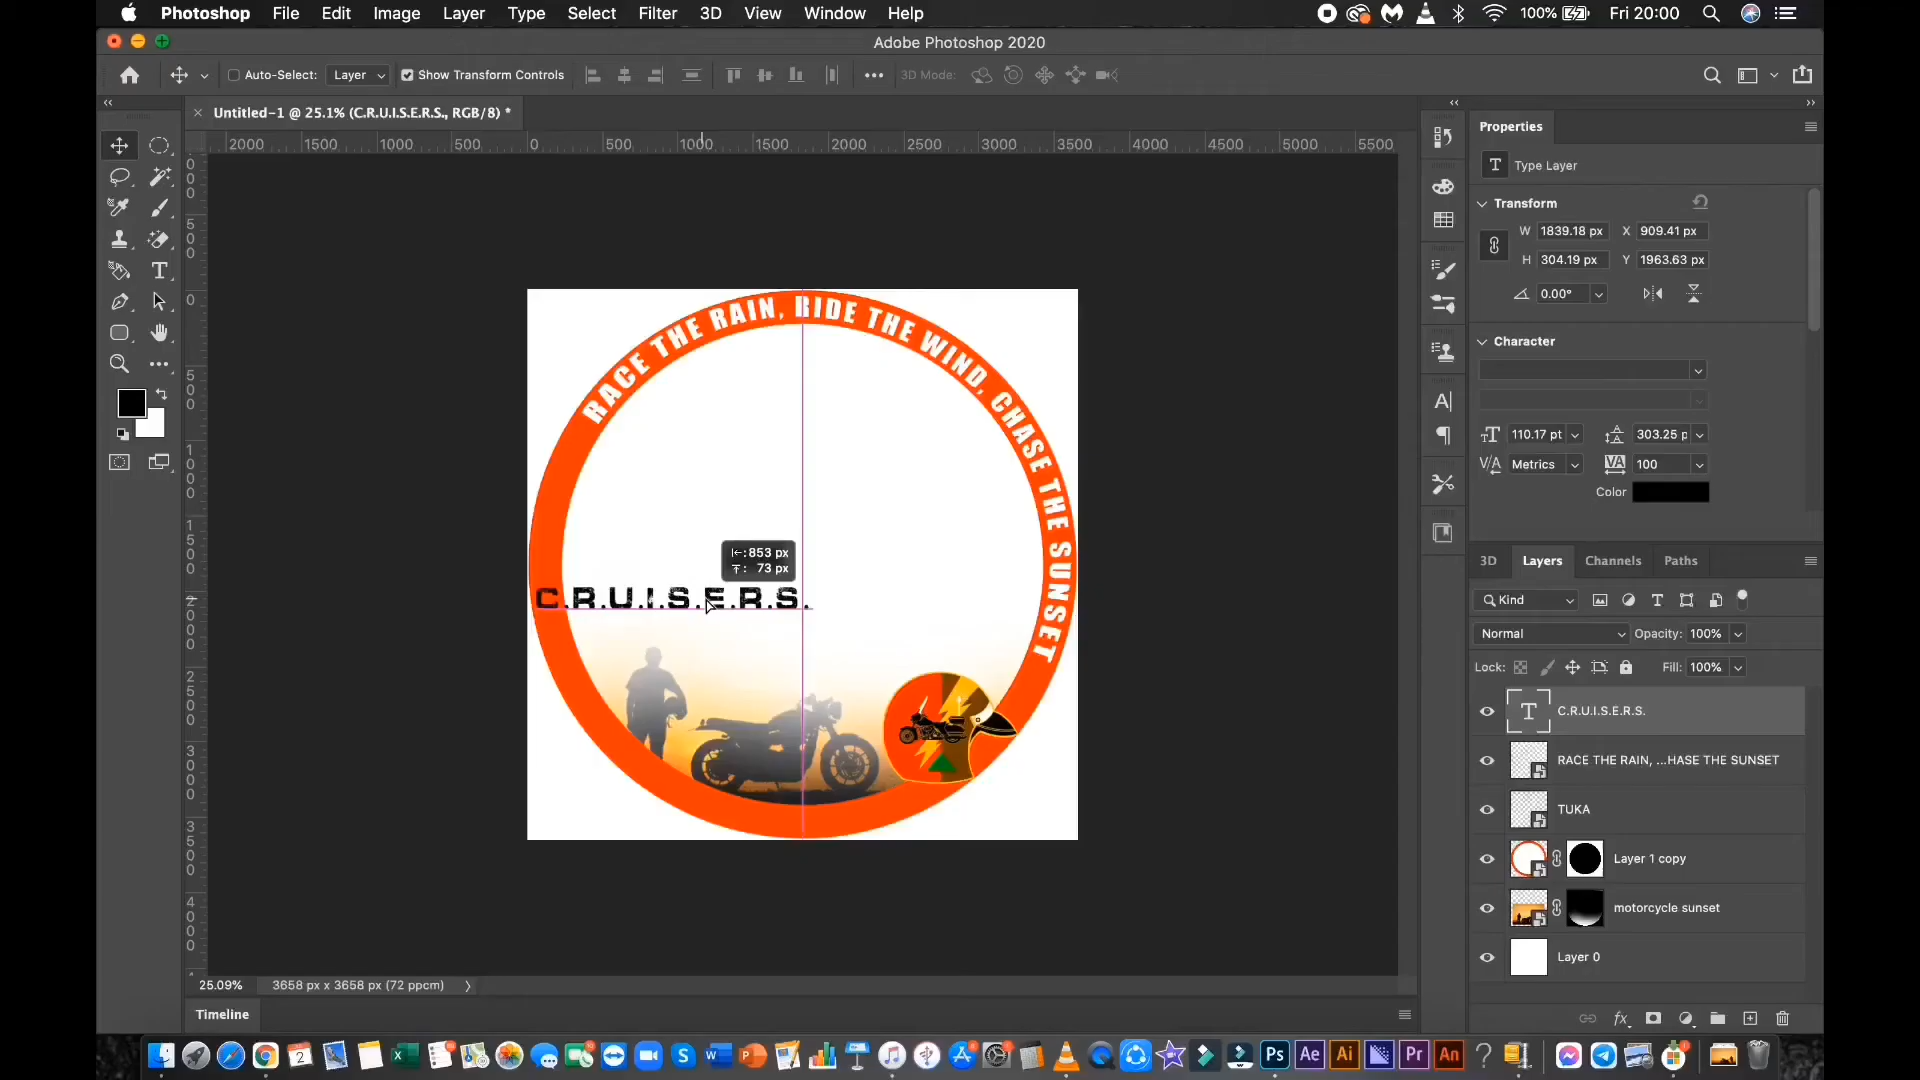 Photoshop File Edit Image Layer Type Select Filter 3D View Window Help 100% Fri 20:00
Adobe Photoshop 2020
Auto-Select: Layer Show Transform Controls 3D Mode:
Untitled-1 @ 25.1% (C.R.U.I.S.E.R.S., RGB/8) *
2000 1500 1000 500 0 500 1000 1500 2000 2500 3000 3500 4000 4500 5000 5500
RACE THE RAIN, RIDE THE WIND, CHASE THE SUNSET
853 px
73 px
C.R.U.I.S.E.R.S.
25.09% 3658 px x 3658 px (72 ppcm)
Timeline
Properties
T Type Layer
Transform
W 1839.18 px X 909.41 px
H 304.19 px Y 1963.63 px
0.00°
Character
110.17 pt 303.25 p
Metrics 100
Color
3D Layers Channels Paths
Kind
Normal Opacity: 100%
Lock: Fill: 100%
C.R.U.I.S.E.R.S.
RACE THE RAIN, ...HASE THE SUNSET
TUKA
Layer 1 copy
motorcycle sunset
Layer 0
Ps Ae Ai Pr An